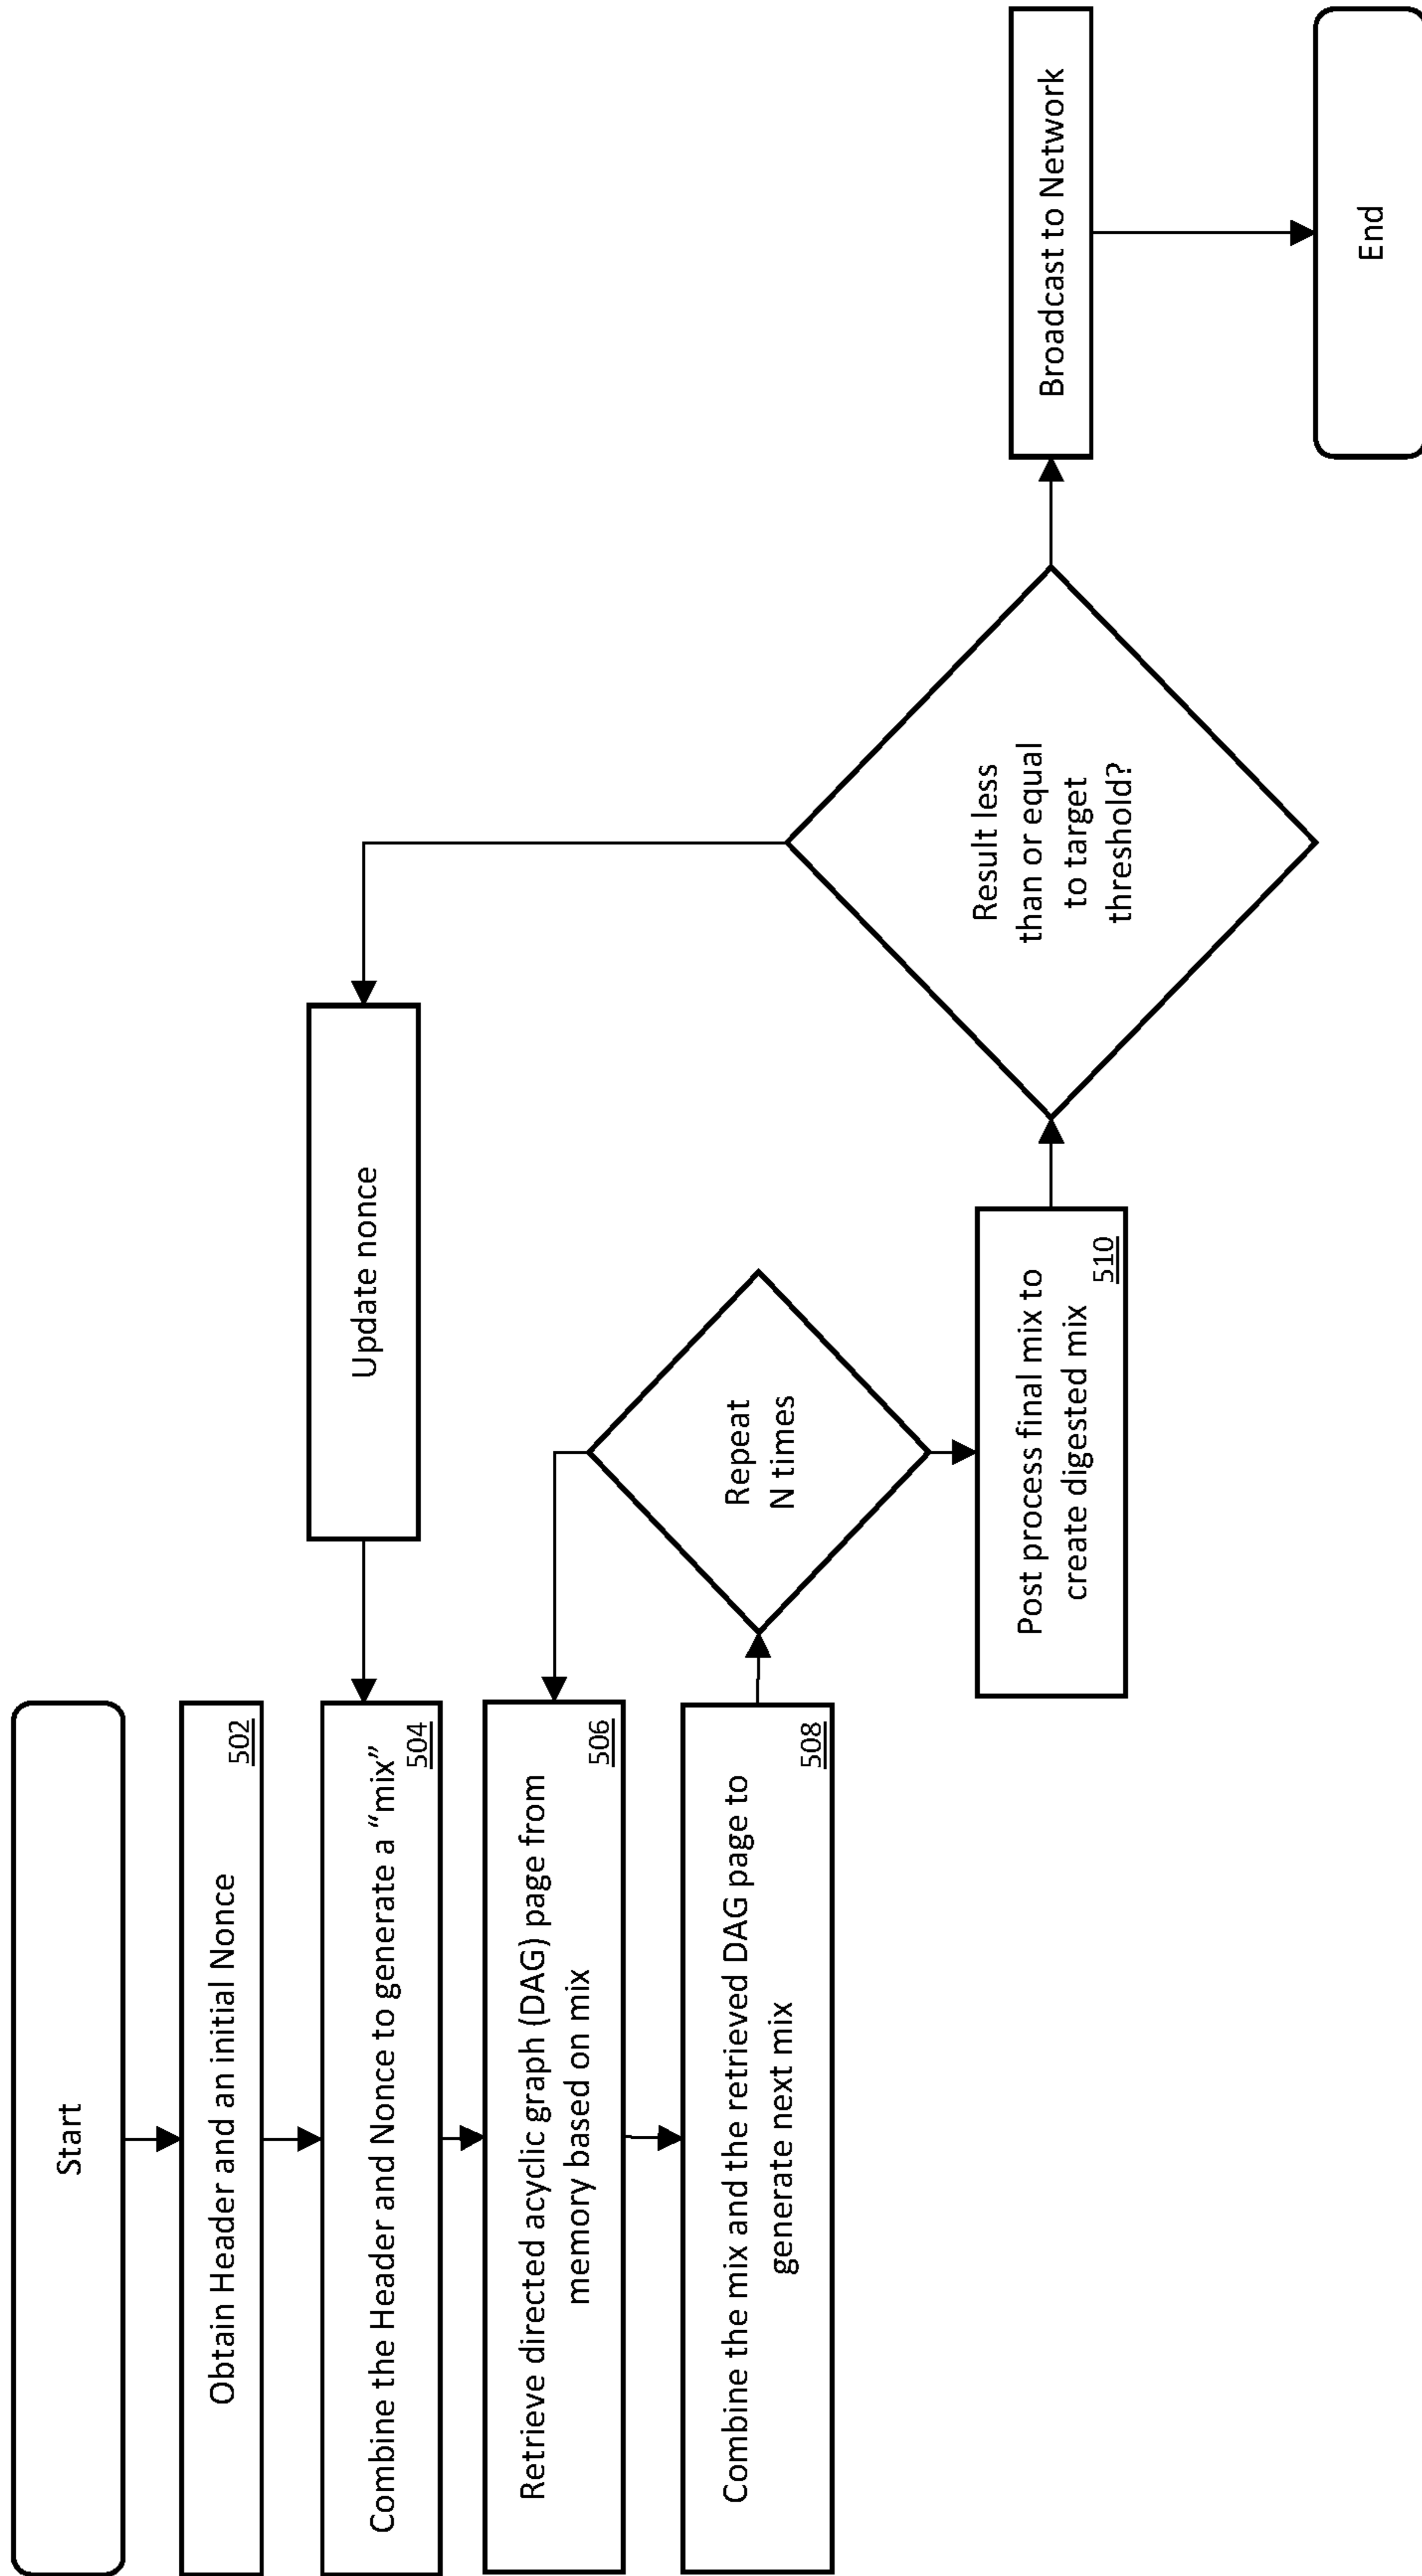 Start
Obtain Header and an initial Nonce
502
Combine the Header and Nonce to generate a “mix”
504
Retrieve directed acyclic graph (DAG) page from
memory based on mix
506
Combine the mix and the retrieved DAG page to
generate next mix
508
Repeat
N times
Update nonce
Post process final mix to
create digested mix
510
Result less
than or equal
to target
threshold?
Broadcast to Network
End